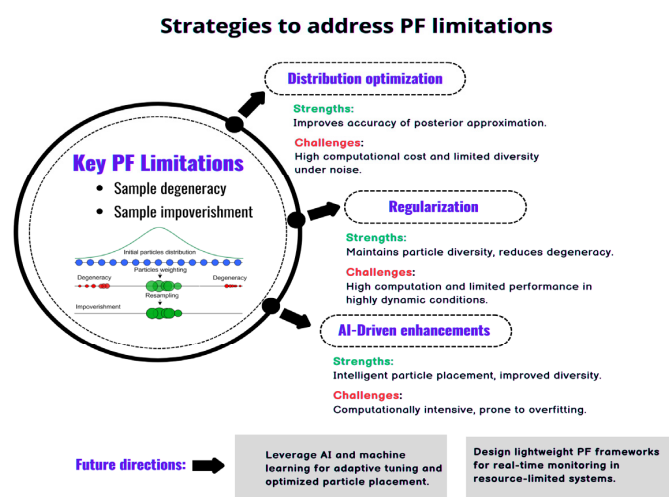 Strategies to address PF limitations
Distribution optimization
Strengths:
Improves accuracy of posterior approximation.
Challenges:
High computational cost and limited diversity
under noise.
Key PF Limitations
• Sample degeneracy
• Sample impoverishment
Initial particles distribution
Particles weighting
Degeneracy
Degeneracy
Resampling
Impoverishment
Regularization
Strengths:
Maintains particle diversity, reduces degeneracy.
Challenges:
High computation and limited performance in
highly dynamic conditions.
AI-Driven enhancements
Strengths:
Intelligent particle placement, improved diversity.
Challenges:
Computationally intensive, prone to overfitting.
Future directions:
Leverage AI and machine
learning for adaptive tuning and
optimized particle placement.
Design lightweight PF frameworks
for real-time monitoring in
resource-limited systems.